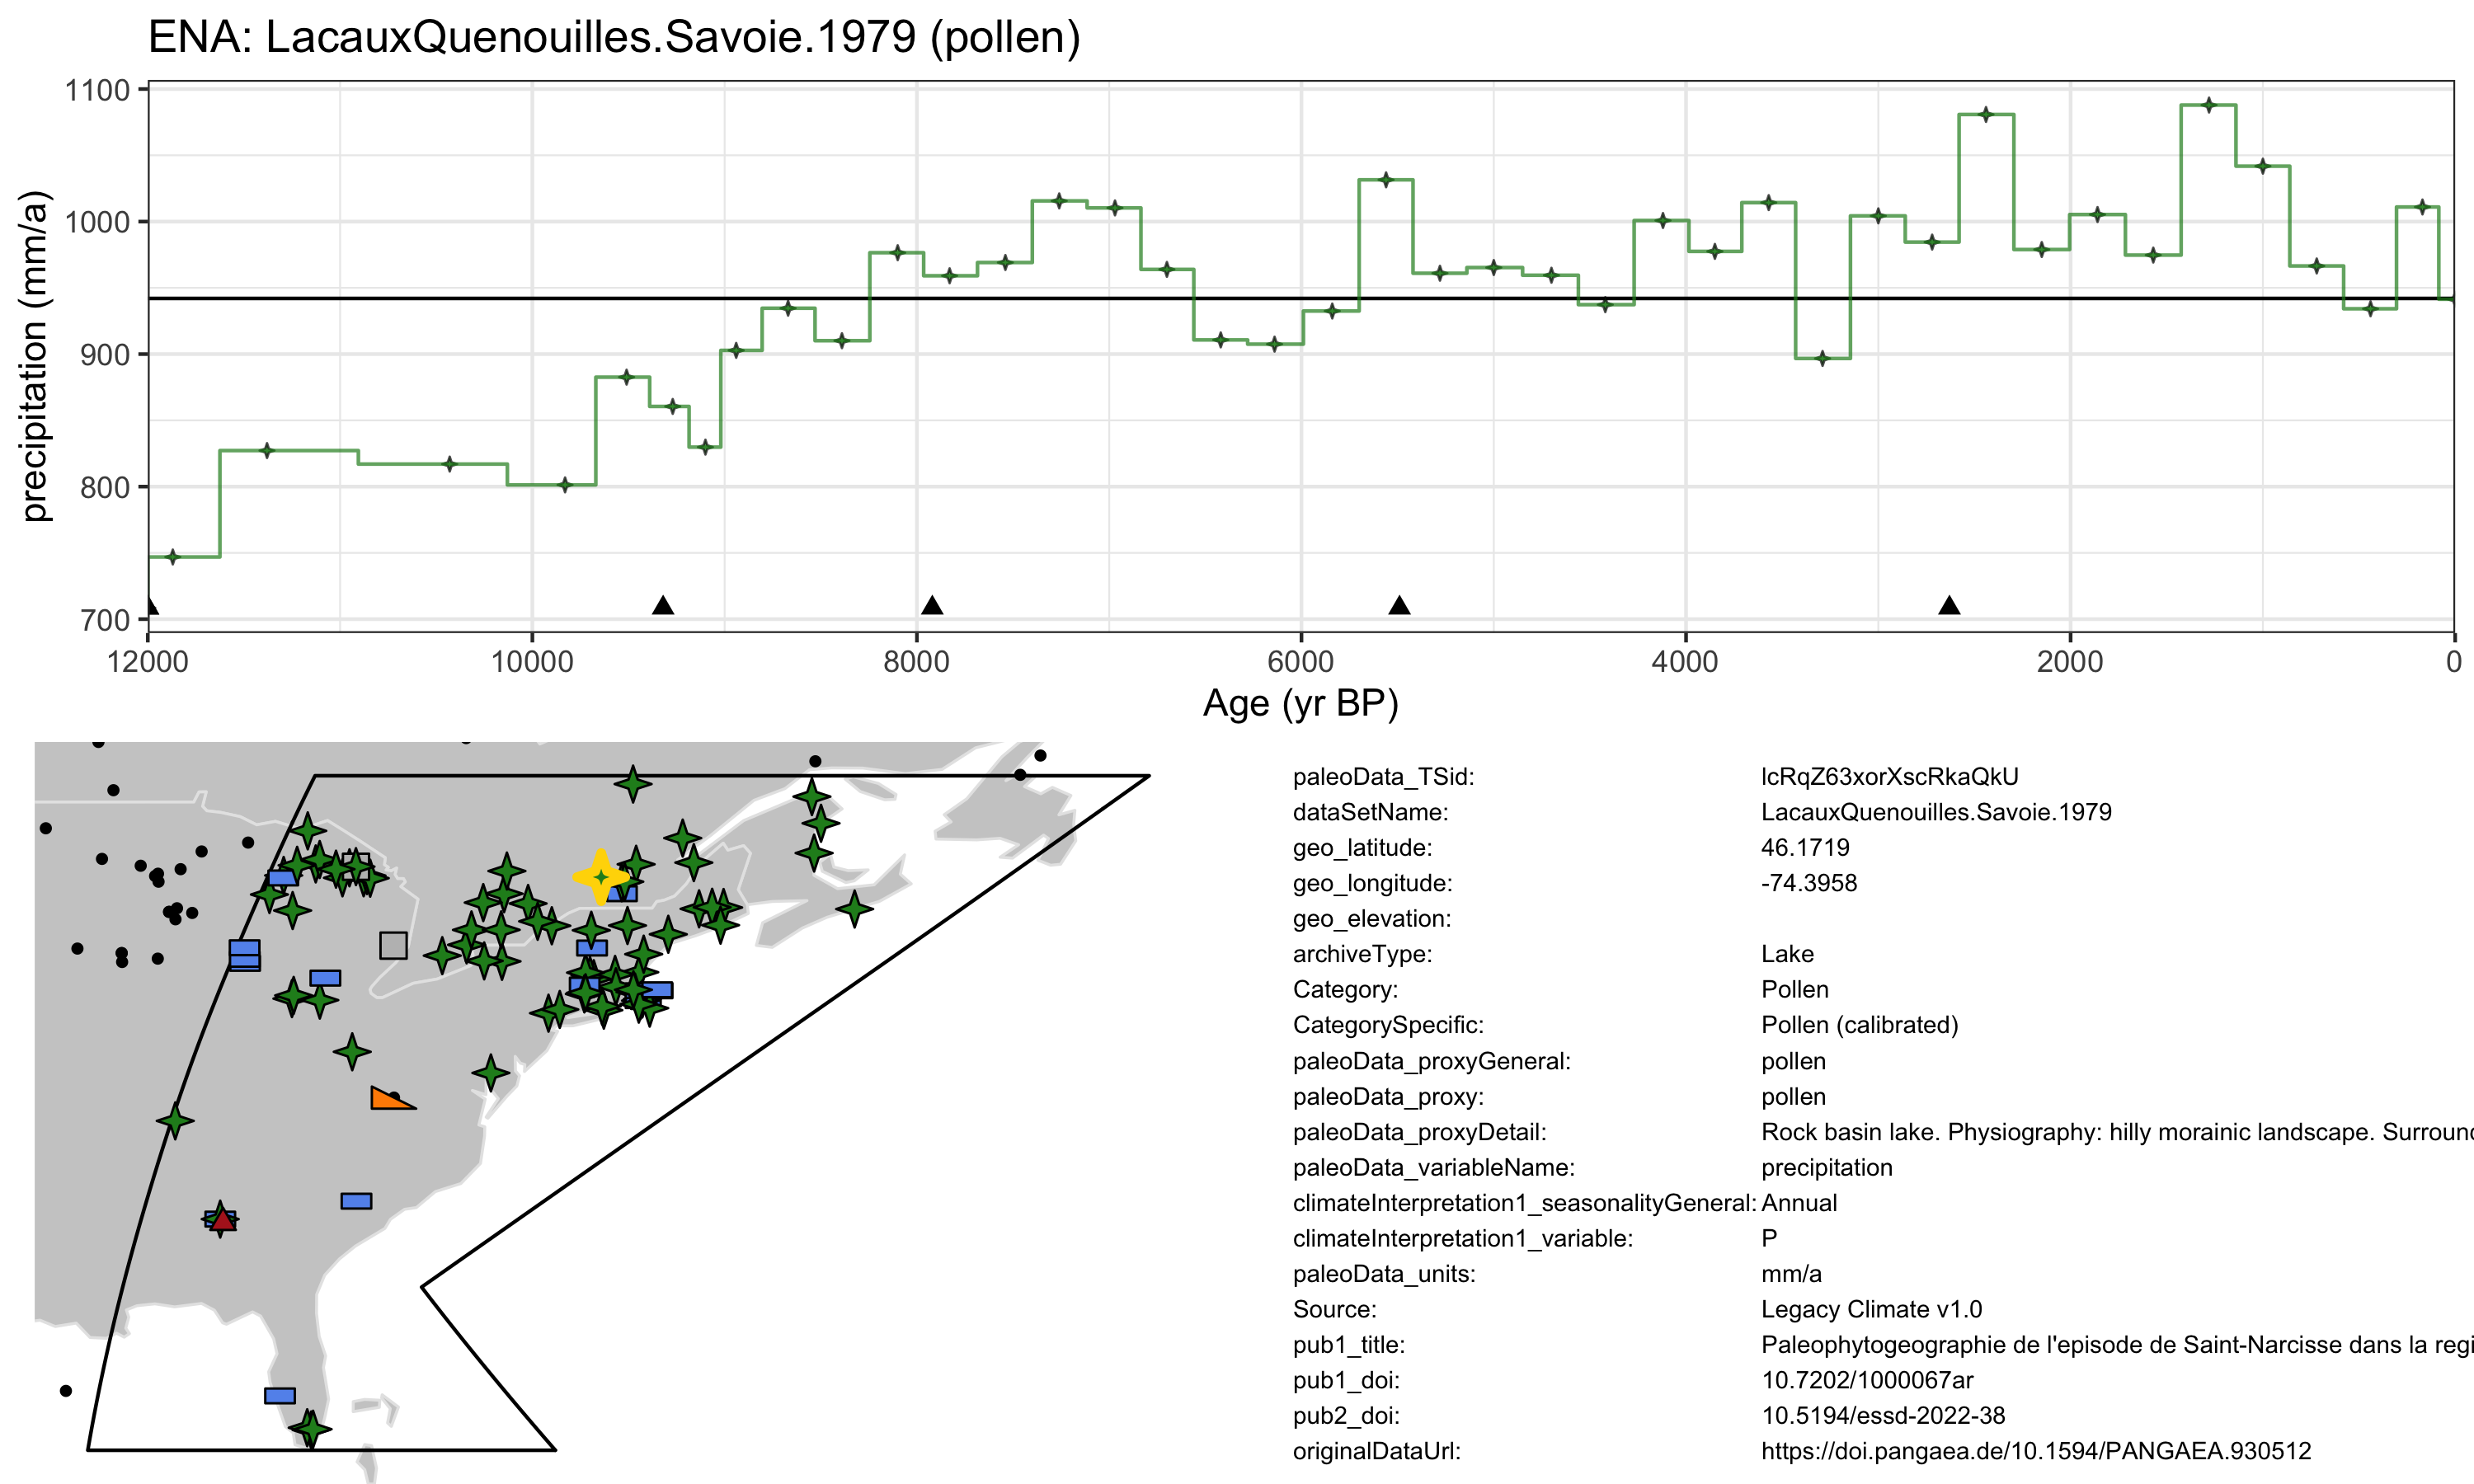 ENA: LacauxQuenouilles.Savoie.1979 (pollen)
precipitation (mm/a)
1100
1000
900
800
700
12000 10000 8000 6000 4000 2000 0
Age (yr BP)
paleoData_TSid: lcRqZ63xorXscRkaQkU
dataSetName: LacauxQuenouilles.Savoie.1979
geo_latitude: 46.1719
geo_longitude: -74.3958
geo_elevation:
archiveType: Lake
Category: Pollen
CategorySpecific: Pollen (calibrated)
paleoData_proxyGeneral: pollen
paleoData_proxy: pollen
paleoData_proxyDetail: Rock basin lake. Physiography: hilly morainic landscape. Surround
paleoData_variableName: precipitation
climateInterpretation1_seasonalityGeneral: Annual
climateInterpretation1_variable: P
paleoData_units: mm/a
Source: Legacy Climate v1.0
pub1_title: Paleophytogeographie de l'episode de Saint-Narcisse dans la regi
pub1_doi: 10.7202/1000067ar
pub2_doi: 10.5194/essd-2022-38
originalDataUrl: https://doi.pangaea.de/10.1594/PANGAEA.930512